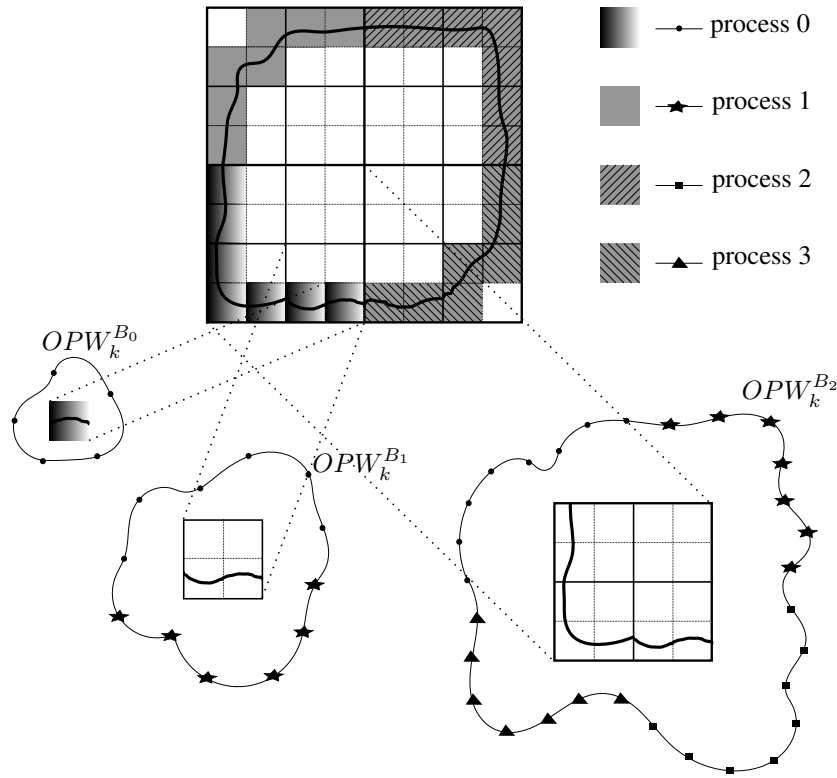 process 0
process 1
process 2
process 3
$OPW_k^{B_0}$
$OPW_k^{B_1}$
$OPW_k^{B_2}$